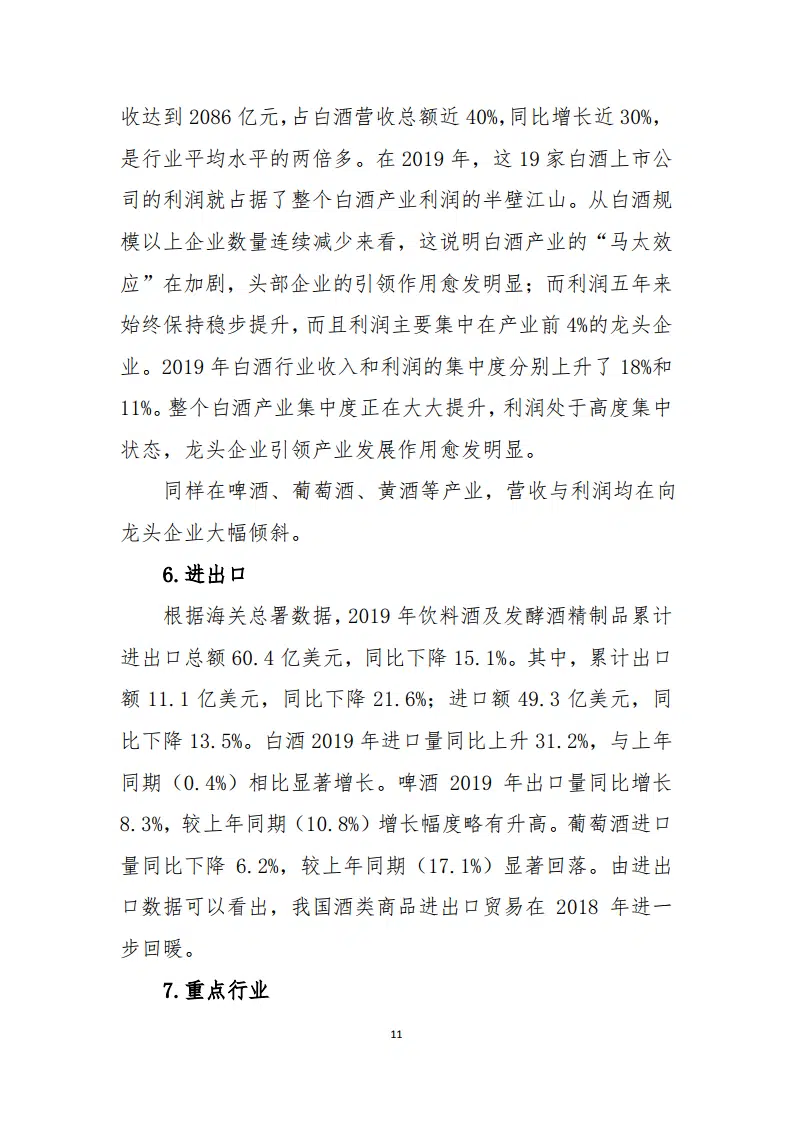 收达到 2086 亿元，占白酒营收总额近 40%，同比增长近 30%，
是行业平均水平的两倍多。在 2019 年，这 19 家白酒上市公
司的利润就占据了整个白酒产业利润的半壁江山。从白酒规
模以上企业数量连续减少来看，这说明白酒产业的“马太效
应”在加剧，头部企业的引领作用愈发明显；而利润五年来
始终保持稳步提升，而且利润主要集中在产业前 4%的龙头企
业。2019 年白酒行业收入和利润的集中度分别上升了 18%和
11%。整个白酒产业集中度正在大大提升，利润处于高度集中
状态，龙头企业引领产业发展作用愈发明显。
同样在啤酒、葡萄酒、黄酒等产业，营收与利润均在向
龙头企业大幅倾斜。
6.进出口
根据海关总署数据，2019 年饮料酒及发酵酒精制品累计
进出口总额 60.4 亿美元，同比下降 15.1%。其中，累计出口
额 11.1 亿美元，同比下降 21.6%；进口额 49.3 亿美元，同
比下降 13.5%。白酒 2019 年进口量同比上升 31.2%，与上年
同期（0.4%）相比显著增长。啤酒 2019 年出口量同比增长
8.3%，较上年同期（10.8%）增长幅度略有升高。葡萄酒进口
量同比下降 6.2%，较上年同期（17.1%）显著回落。由进出
口数据可以看出，我国酒类商品进出口贸易在 2018 年进一
步回暖。
7.重点行业
11